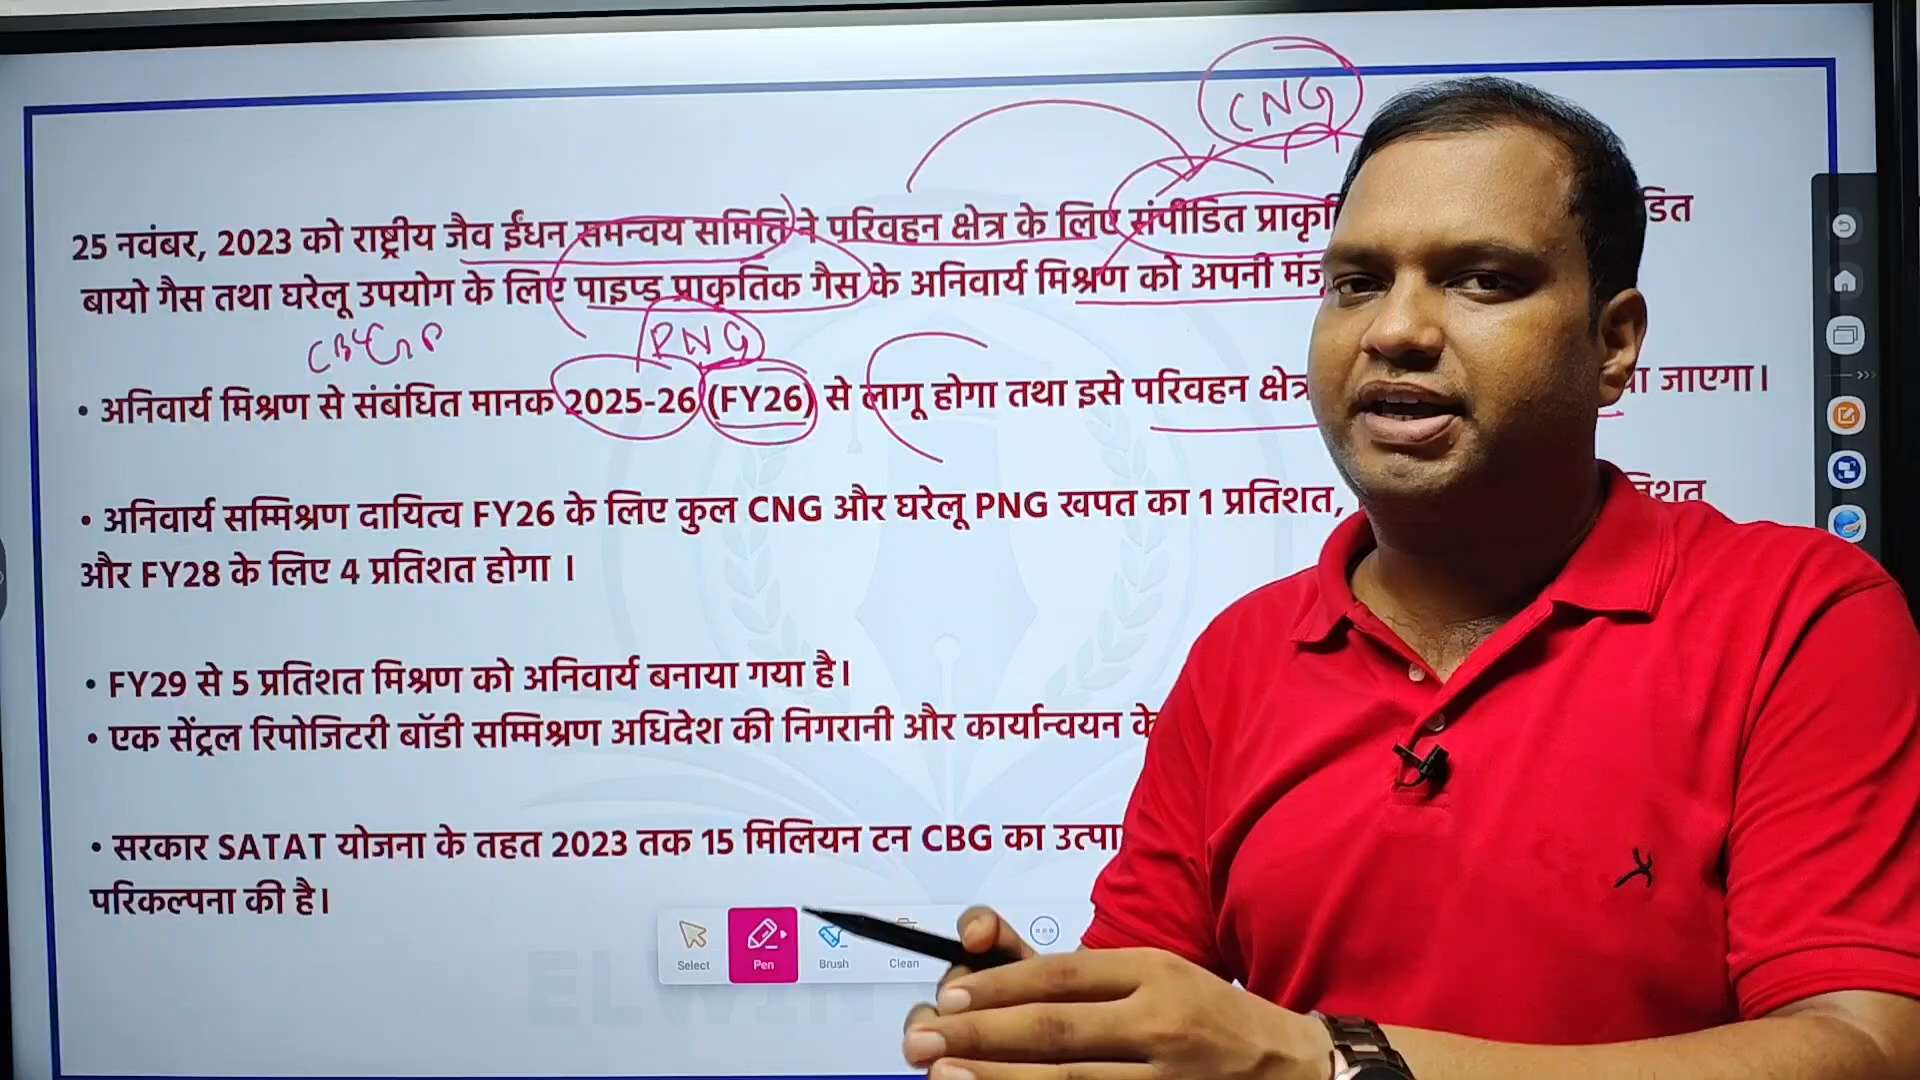 CNG
25 नवंबर, 2023 को राष्ट्रीय जैव ईंधन समन्वय समिति ने परिवहन क्षेत्र के लिए संपीडित
बायो गैस तथा घरेलू उपयोग के लिए पाइप्ड प्राकृतिक गैस के अनिवार्य मिश्रण को अपनी
PNG
• अनिवार्य मिश्रण से संबंधित मानक 2025-26 (FY26) से लागू होगा तथा इसे परिवहन क्षेत्र जाएगा।
• अनिवार्य सम्मिश्रण दायित्व FY26 के लिए कुल CNG और घरेलू PNG खपत का 1 प्रतिशत,
और FY28 के लिए 4 प्रतिशत होगा ।
• FY29 से 5 प्रतिशत मिश्रण को अनिवार्य बनाया गया है।
• एक सेंट्रल रिपोजिटरी बॉडी सम्मिश्रण अधिदेश की निगरानी और कार्यान्वयन के
• सरकार SATAT योजना के तहत 2023 तक 15 मिलियन टन CBG का
परिकल्पना की है।
Select Pen Brush Clean
ELWIN